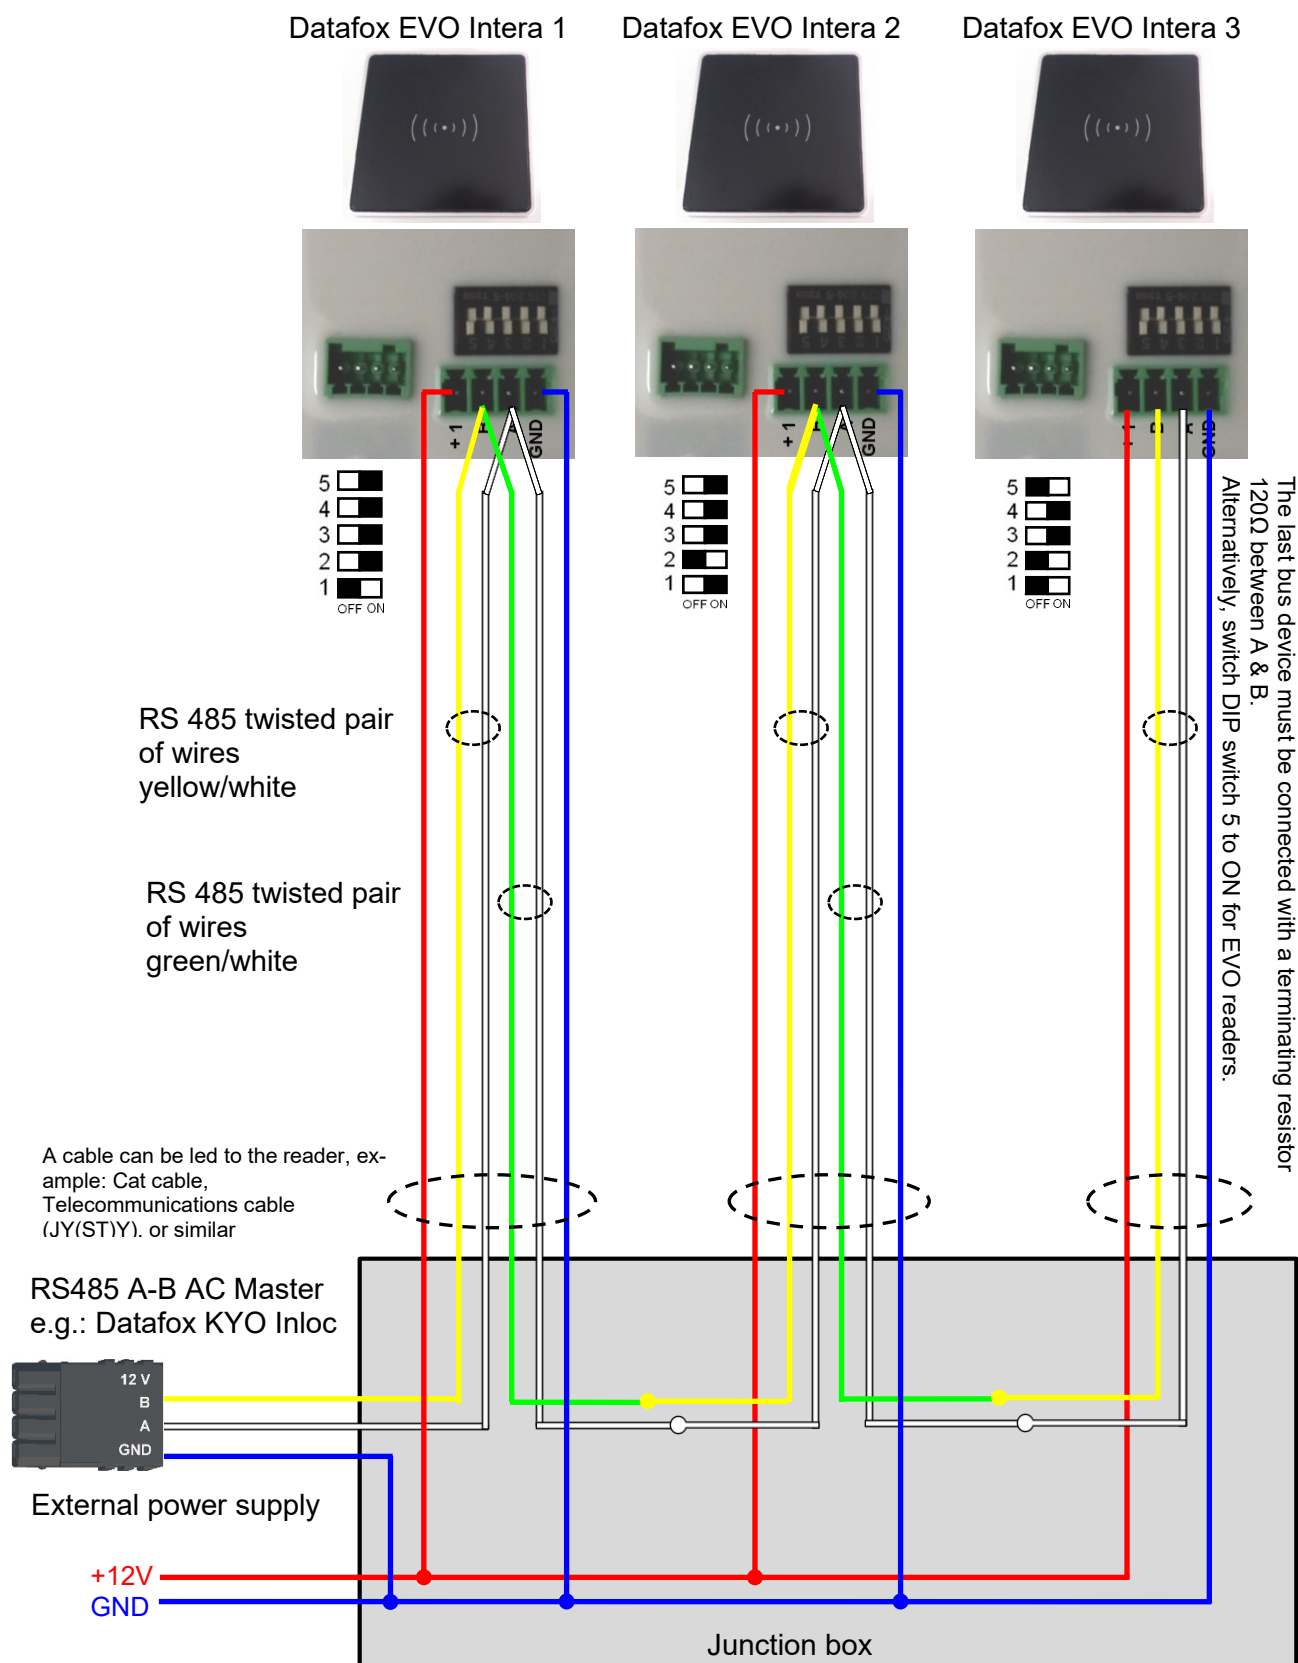 Datafox EVO Intera 1
Datafox EVO Intera 2
Datafox EVO Intera 3
+ 1
B
GND
+ 1
B
A
GND
+ 1
B
A
GND
5
4
3
2
1
OFF ON
5
4
3
2
1
OFF ON
5
4
3
2
1
OFF ON
The last bus device must be connected with a terminating resistor
120Ω between A & B.
Alternatively, switch DIP switch 5 to ON for EVO readers.
RS 485 twisted pair
of wires
yellow/white
RS 485 twisted pair
of wires
green/white
A cable can be led to the reader, ex-
ample: Cat cable,
Telecommunications cable
(JY(ST)Y), or similar
RS485 A-B AC Master
e.g.: Datafox KYO Inloc
12 V
B
A
GND
External power supply
+12V
GND
Junction box